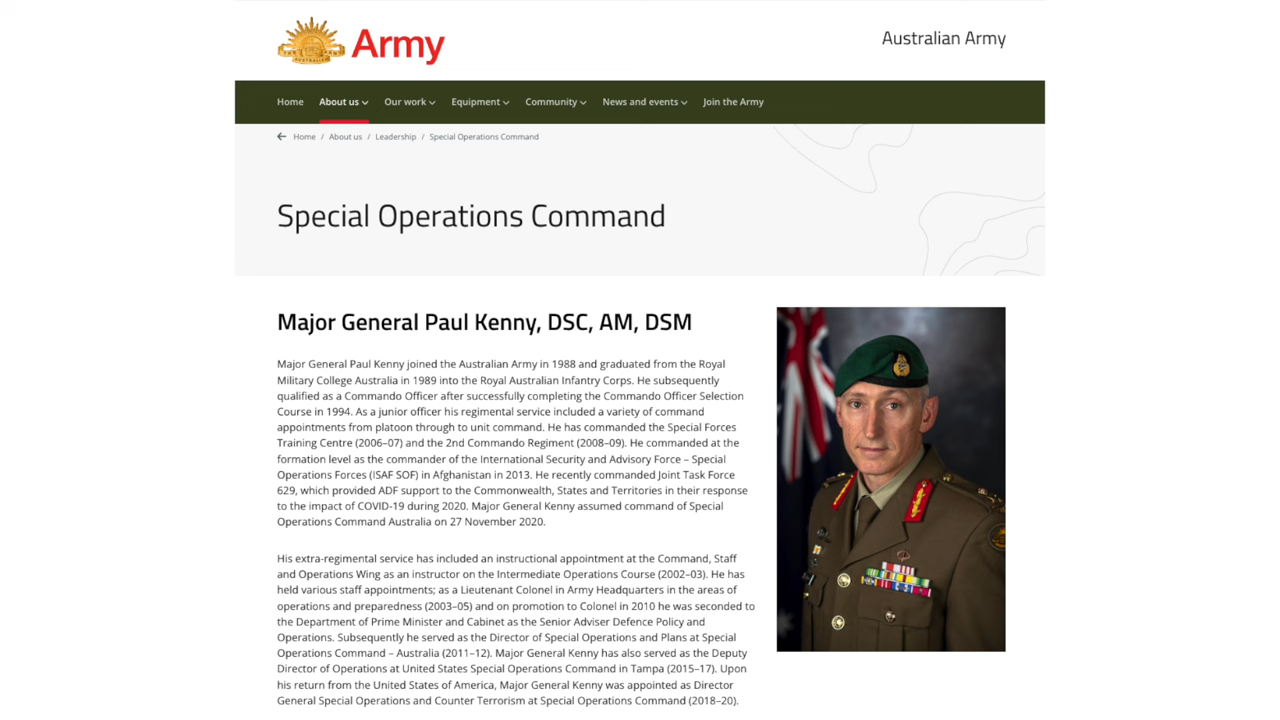 Army
Australian Army
Home About us Our work Equipment Community News and events Join the Army
Home / About us / Leadership / Special Operations Command
Special Operations Command
Major General Paul Kenny, DSC, AM, DSM
Major General Paul Kenny joined the Australian Army in 1988 and graduated from the Royal
Military College Australia in 1989 into the Royal Australian Infantry Corps. He subsequently
qualified as a Commando Officer after successfully completing the Commando Officer Selection
Course in 1994. As a junior officer his regimental service included a variety of command
appointments from platoon through to unit command. He has commanded the Special Forces
Training Centre (2006–07) and the 2nd Commando Regiment (2008–09). He commanded at the
formation level as the commander of the International Security and Advisory Force – Special
Operations Forces (ISAF SOF) in Afghanistan in 2013. He recently commanded Joint Task Force
629, which provided ADF support to the Commonwealth, States and Territories in their response
to the impact of COVID-19 during 2020. Major General Kenny assumed command of Special
Operations Command Australia on 27 November 2020.
His extra-regimental service has included an instructional appointment at the Command, Staff
and Operations Wing as an instructor on the Intermediate Operations Course (2002–03). He has
held various staff appointments; as a Lieutenant Colonel in Army Headquarters in the areas of
operations and preparedness (2003–05) and on promotion to Colonel in 2010 he was seconded to
the Department of Prime Minister and Cabinet as the Senior Adviser Defence Policy and
Operations. Subsequently he served as the Director of Special Operations and Plans at Special
Operations Command – Australia (2011–12). Major General Kenny has also served as the Deputy
Director of Operations at United States Special Operations Command in Tampa (2015–17). Upon
his return from the United States of America, Major General Kenny was appointed as Director
General Special Operations and Counter Terrorism at Special Operations Command (2018–20).